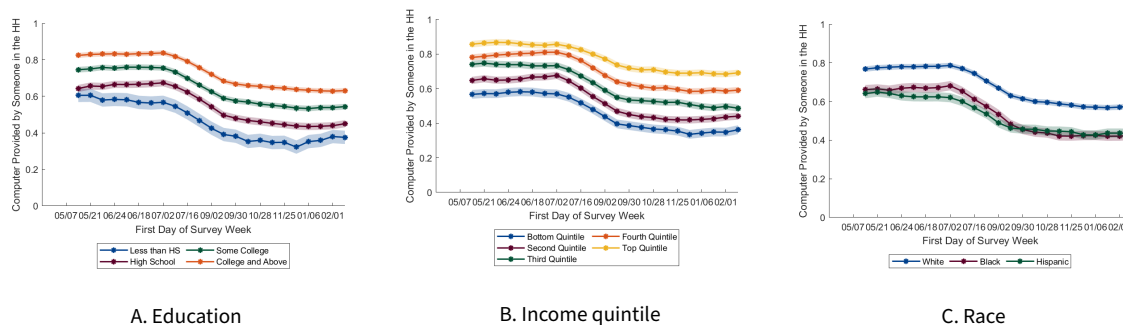 Computer Provided by Someone in the HH
1
0.8
0.6
0.4
0.2
0
05/07 05/21 06/24 06/18 07/02 07/16 09/02 09/30 10/28 11/25 01/06 02/01
First Day of Survey Week
Less than HS Some College
High School College and Above
A. Education
Computer Provided by Someone in the HH
1
0.8
0.6
0.4
0.2
0
05/07 05/21 06/24 06/18 07/02 07/16 09/02 09/30 10/28 11/25 01/06 02/01
First Day of Survey Week
Bottom Quintile Fourth Quintile
Second Quintile Top Quintile
Third Quintile
B. Income quintile
Computer Provided by Someone in the HH
1
0.8
0.6
0.4
0.2
0
05/07 05/21 06/24 06/18 07/02 07/16 09/02 09/30 10/28 11/25 01/06 02/0
First Day of Survey Week
White Black Hispanic
C. Race